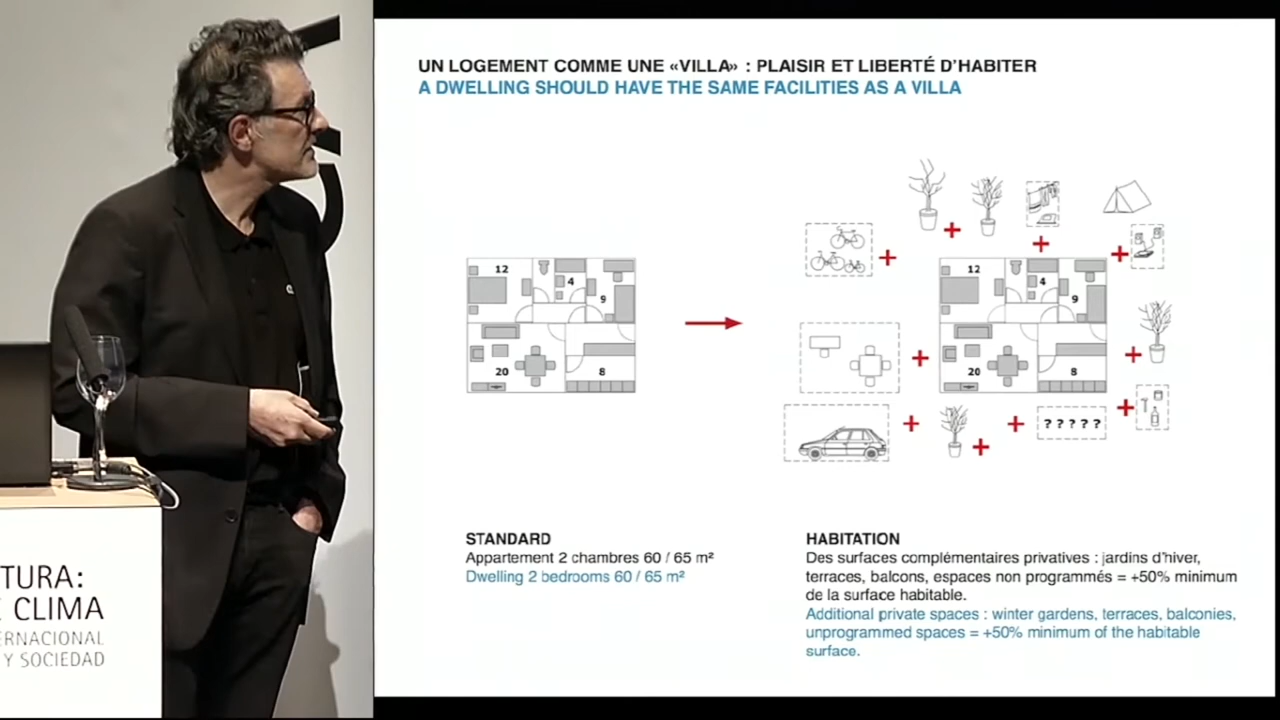 UN LOGEMENT COMME UNE «VILLA» : PLAISIR ET LIBERTÉ D'HABITER
A DWELLING SHOULD HAVE THE SAME FACILITIES AS A VILLA
12
4
9
20
8
12
4
9
20
8
? ? ? ? ?
STANDARD
Appartement 2 chambres 60 / 65 m²
Dwelling 2 bedrooms 60 / 65 m²
HABITATION
Des surfaces complémentaires privatives : jardins d'hiver,
terraces, balcons, espaces non programmés = +50% minimum
de la surface habitable.
Additional private spaces : winter gardens, terraces, balconies,
unprogrammed spaces = +50% minimum of the habitable
surface.
TURA:
CLIMA
ERNACIONAL
Y SOCIEDAD